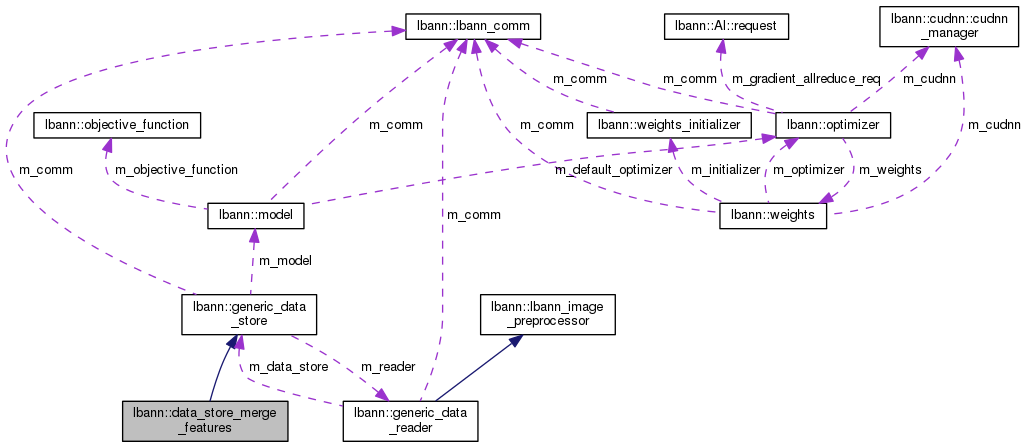 lbann::lbann_comm
lbann::Al::request
lbann::cudnn::cudnn
_manager
m_comm
m_gradient_allreduce_req
m_cudnn
lbann::objective_function
m_comm
m_comm
lbann::weights_initializer
lbann::optimizer
m_cudnn
m_comm
m_objective_function
m_default_optimizer
m_initializer
m_optimizer
m_weights
lbann::model
m_comm
lbann::weights
m_model
lbann::generic_data
_store
lbann::lbann_image
_preprocessor
m_data_store
m_reader
lbann::data_store_merge
_features
lbann::generic_data
_reader
m_comm